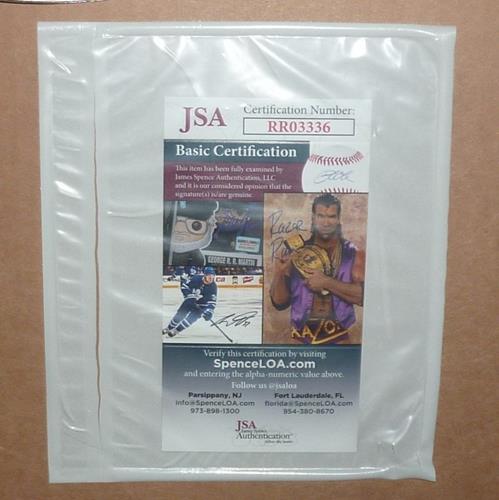 JSA
Certification Number:
RR03336
Basic Certification
This item has been fully examined by
James Spence Authentication, LLC
and it is our considered opinion that the
signature(s) is/are genuine.
GEORGE R. R. MARTIN
Razor
KAZO
Verify this certification by visiting
SpenceLOA.com
and entering the alpha-numeric value above.
Follow us @jsaloa
Parsippany, NJ
info@SpenceLOA.com
973-898-1300
Fort Lauderdale, FL
florida@SpenceLOA.com
954-380-8670
JSA
James Spence
Authentication